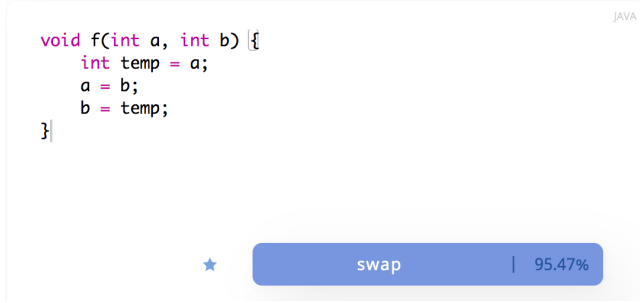 JAVA
void f(int a, int b) {
    int temp = a;
    a = b;
    b = temp;
}
swap | 95.47%